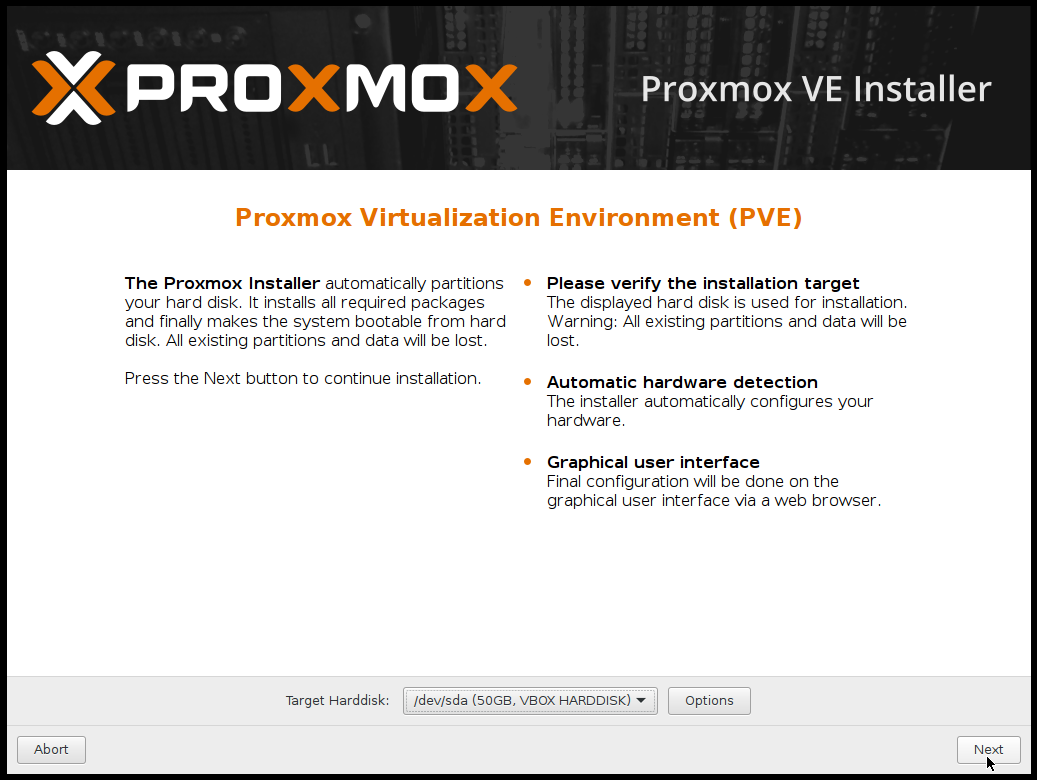 PROXMOX
Proxmox VE Installer
Proxmox Virtualization Environment (PVE)
The Proxmox Installer automatically partitions
your hard disk. It installs all required packages
and finally makes the system bootable from hard
disk. All existing partitions and data will be lost.
Press the Next button to continue installation.
Please verify the installation target
The displayed hard disk is used for installation.
Warning: All existing partitions and data will be
lost.
Automatic hardware detection
The installer automatically configures your
hardware.
Graphical user interface
Final configuration will be done on the
graphical user interface via a web browser.
Target Harddisk: /dev/sda (50GB, VBOX HARDDISK) Options
Abort Next